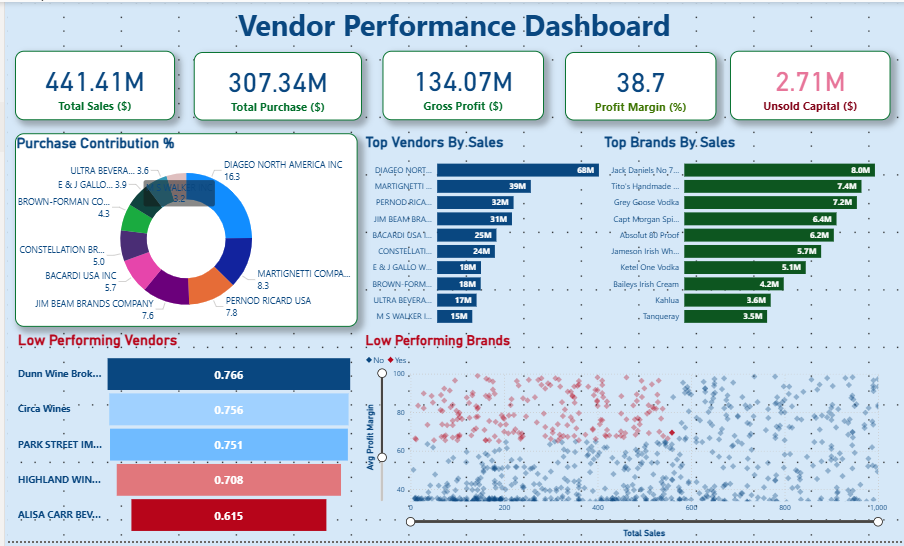 Vendor Performance Dashboard
441.41M
Total Sales ($)
307.34M
Total Purchase ($)
134.07M
Gross Profit ($)
38.7
Profit Margin (%)
2.71M
Unsold Capital ($)
Purchase Contribution %
DIAGEO NORTH AMERICA INC
16.3
MARTIGNETTI COMPA...
8.3
PERNOD RICARD USA
7.8
JIM BEAM BRANDS COMPANY
7.6
BACARDI USA INC
5.7
CONSTELLATION BR...
5.0
BROWN-FORMAN CO...
4.3
E & J GALLO... 3.9
ULTRA BEVERA... 3.6
M S WALKER INC
3.2
Top Vendors By Sales
DIAGEO NORT... 68M
MARTIGNETTI ... 39M
PERNOD RICA... 32M
JIM BEAM BRA... 31M
BACARDI USA I... 25M
CONSTELLATI... 24M
E & J GALLO W... 18M
BROWN-FORM... 18M
ULTRA BEVERA... 17M
M S WALKER I... 15M
Top Brands By Sales
Jack Daniels No 7... 8.0M
Tito's Handmade ... 7.4M
Grey Goose Vodka 7.2M
Capt Morgan Spi... 6.4M
Absolut 80 Proof 6.2M
Jameson Irish Wh... 5.7M
Ketel One Vodka 5.1M
Baileys Irish Cream 4.2M
Kahlua 3.6M
Tanqueray 3.5M
Low Performing Vendors
Dunn Wine Brok... 0.766
Circa Wines 0.756
PARK STREET IM... 0.751
HIGHLAND WIN... 0.708
ALISA CARR BEV... 0.615
Low Performing Brands
No Yes
Avg Profit Margin
100
80
60
40
0 200 400 600 800 1,000
Total Sales